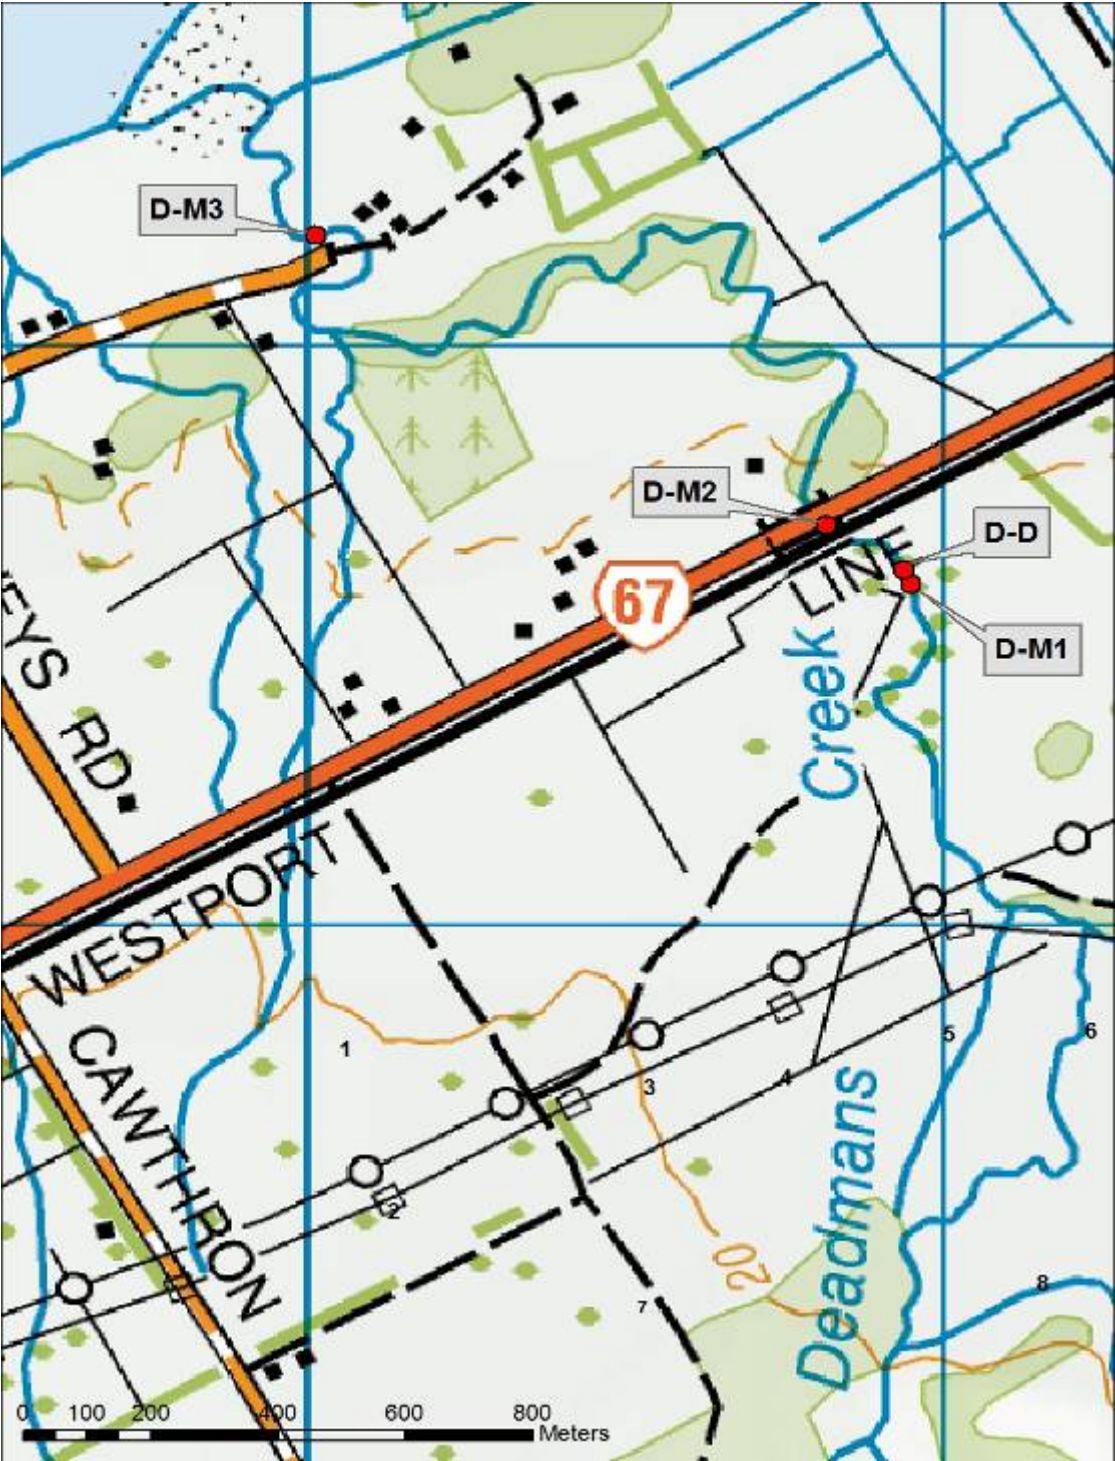 D-M3
D-M2
D-D
67
LINE
D-M1
Creek
EYS
RD
WESTPORT
CAWTHRON
1
5
6
3
4
Deadmans
2
20
8
7
0 100 200 400 600 800
Meters